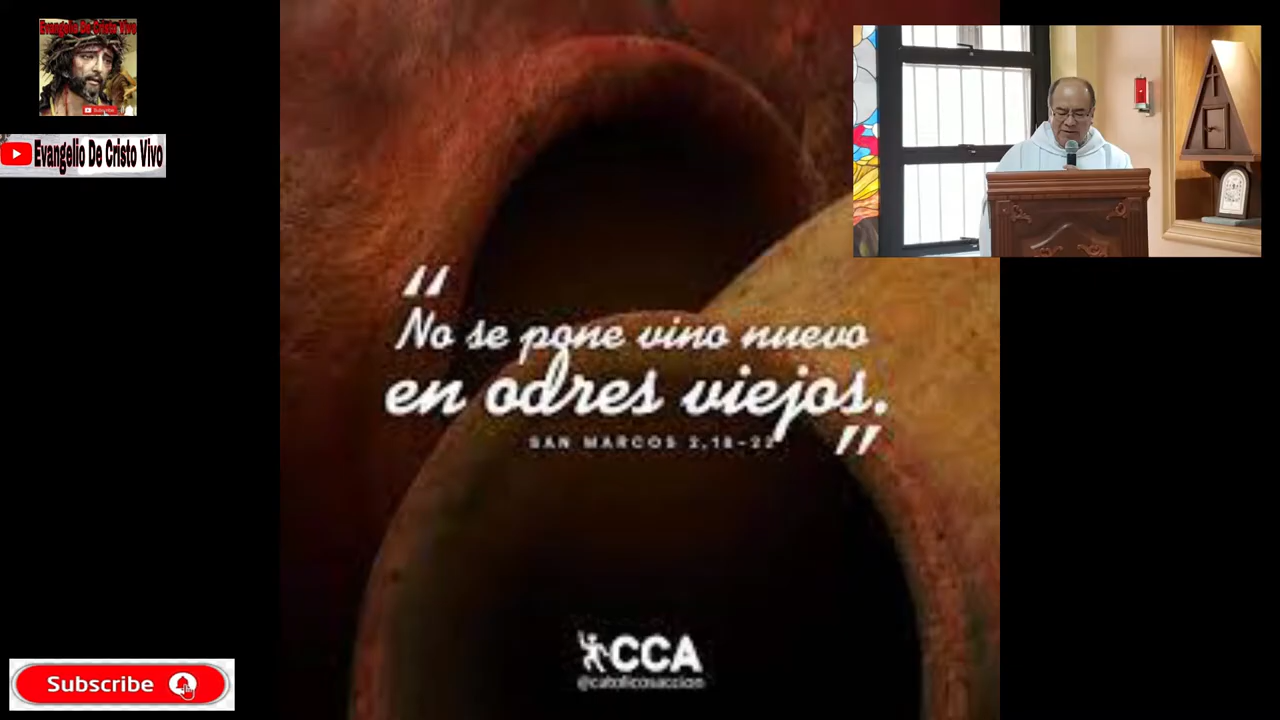 Evangelio De Cristo Vivo
Subscribe
Evangelio De Cristo Vivo
“
No se pone vino nuevo
en odres viejos.
SAN MARCOS 2,18-22
”
CCA
@catolicosaccion
Subscribe